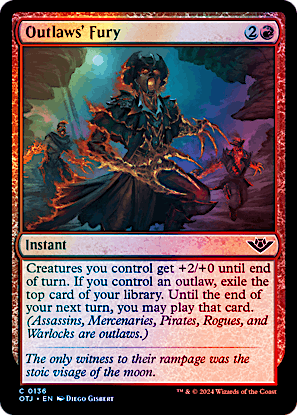 Outlaws' Fury 2
Instant
Creatures you control get +2/+0 until end
of turn. If you control an outlaw, exile the
top card of your library. Until the end of
your next turn, you may play that card.
(Assassins, Mercenaries, Pirates, Rogues, and
Warlocks are outlaws.)
The only witness to their rampage was the
stoic visage of the moon.
C 0136
OTJ • EN DIEGO GISBERT
™ & © 2024 Wizards of the Coast